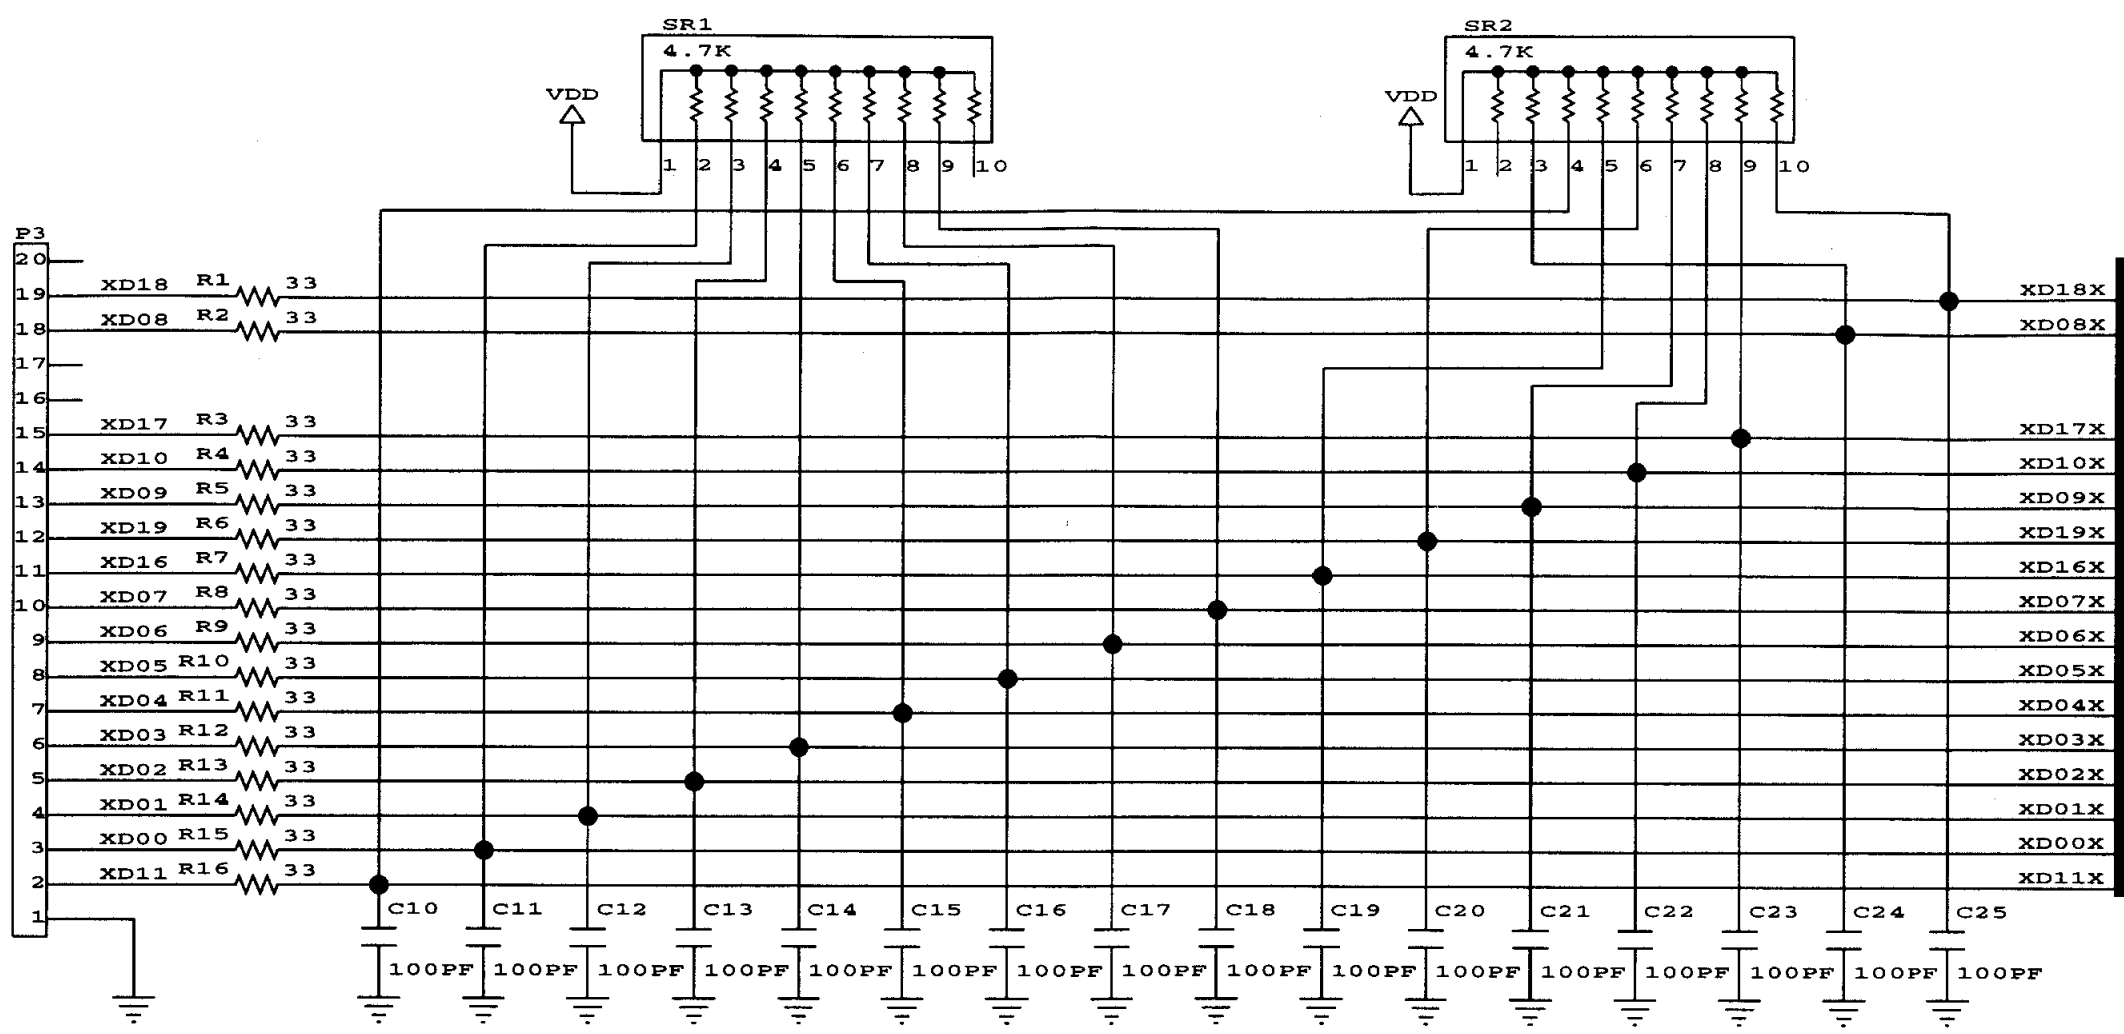 SR1
SR2
4.7K
4.7K
VDD
VDD
1 2 3 4 5 6 7 8 9 10
1 2 3 4 5 6 7 8 9 10
P3
20
19 XD18 R1 33 XD18X
18 XD08 R2 33 XD08X
17
16
15 XD17 R3 33 XD17X
14 XD10 R4 33 XD10X
13 XD09 R5 33 XD09X
12 XD19 R6 33 XD19X
11 XD16 R7 33 XD16X
10 XD07 R8 33 XD07X
9 XD06 R9 33 XD06X
8 XD05 R10 33 XD05X
7 XD04 R11 33 XD04X
6 XD03 R12 33 XD03X
5 XD02 R13 33 XD02X
4 XD01 R14 33 XD01X
3 XD00 R15 33 XD00X
2 XD11 R16 33 XD11X
1
C10 C11 C12 C13 C14 C15 C16 C17 C18 C19 C20 C21 C22 C23 C24 C25
100PF 100PF 100PF 100PF 100PF 100PF 100PF 100PF 100PF 100PF 100PF 100PF 100PF 100PF 100PF 100PF